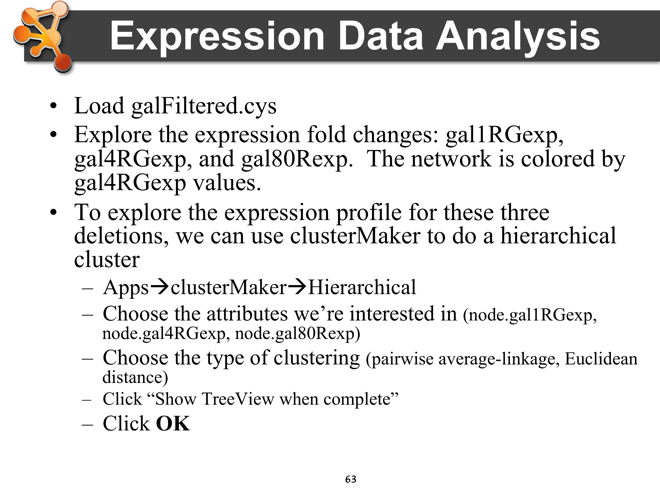 Expression Data Analysis
• Load galFiltered.cys
• Explore the expression fold changes: gal1RGexp,
gal4RGexp, and gal80Rexp.  The network is colored by
gal4RGexp values.
• To explore the expression profile for these three
deletions, we can use clusterMaker to do a hierarchical
cluster
– Apps→clusterMaker→Hierarchical
– Choose the attributes we’re interested in (node.gal1RGexp,
node.gal4RGexp, node.gal80Rexp)
– Choose the type of clustering (pairwise average-linkage, Euclidean
distance)
– Click “Show TreeView when complete”
– Click OK
63